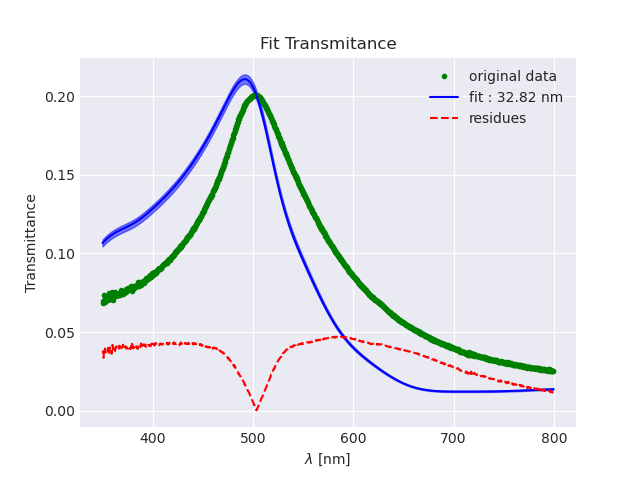 Fit Transmitance
original data
fit : 32.82 nm
residues
Transmittance
0.20
0.15
0.10
0.05
0.00
400 500 600 700 800
λ [nm]